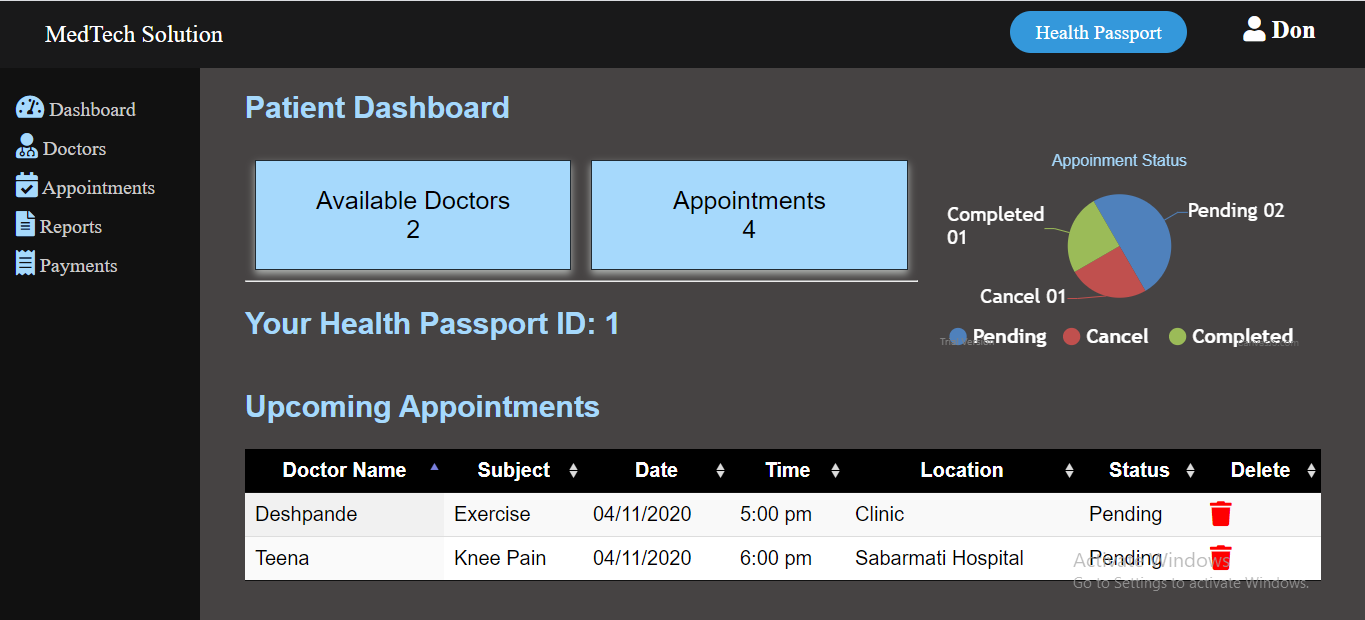 MedTech Solution
Health Passport
Don
Dashboard
Doctors
Appointments
Reports
Payments
Patient Dashboard
Available Doctors
2
Appointments
4
Appoinment Status
Completed
01
Pending 02
Cancel 01
Pending Cancel Completed
Your Health Passport ID: 1
Upcoming Appointments
Doctor Name Subject Date Time Location Status Delete
Deshpande Exercise 04/11/2020 5:00 pm Clinic Pending
Teena Knee Pain 04/11/2020 6:00 pm Sabarmati Hospital Pending
Activate Windows
Go to Settings to activate Windows.